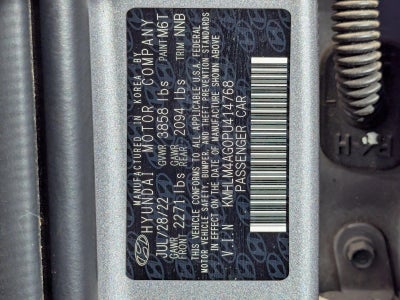 MANUFACTURED IN KOREA BY
HYUNDAI MOTOR COMPANY
JUL/28/22 GVWR 3858 lbs PAINT M6T
GAWR FRONT 2271lbs GAWR REAR 2094 lbs TRIM NNB
THIS VEHICLE CONFORMS TO ALL APPLICABLE U.S.A. FEDERAL
MOTOR VEHICLE SAFETY, BUMPER, AND THEFT PREVENTION STANDARDS
IN EFFECT ON THE DATE OF MANUFACTURE SHOWN ABOVE.
V.I.N KMHLM4AG0PU414768
PASSENGER CAR
B/H